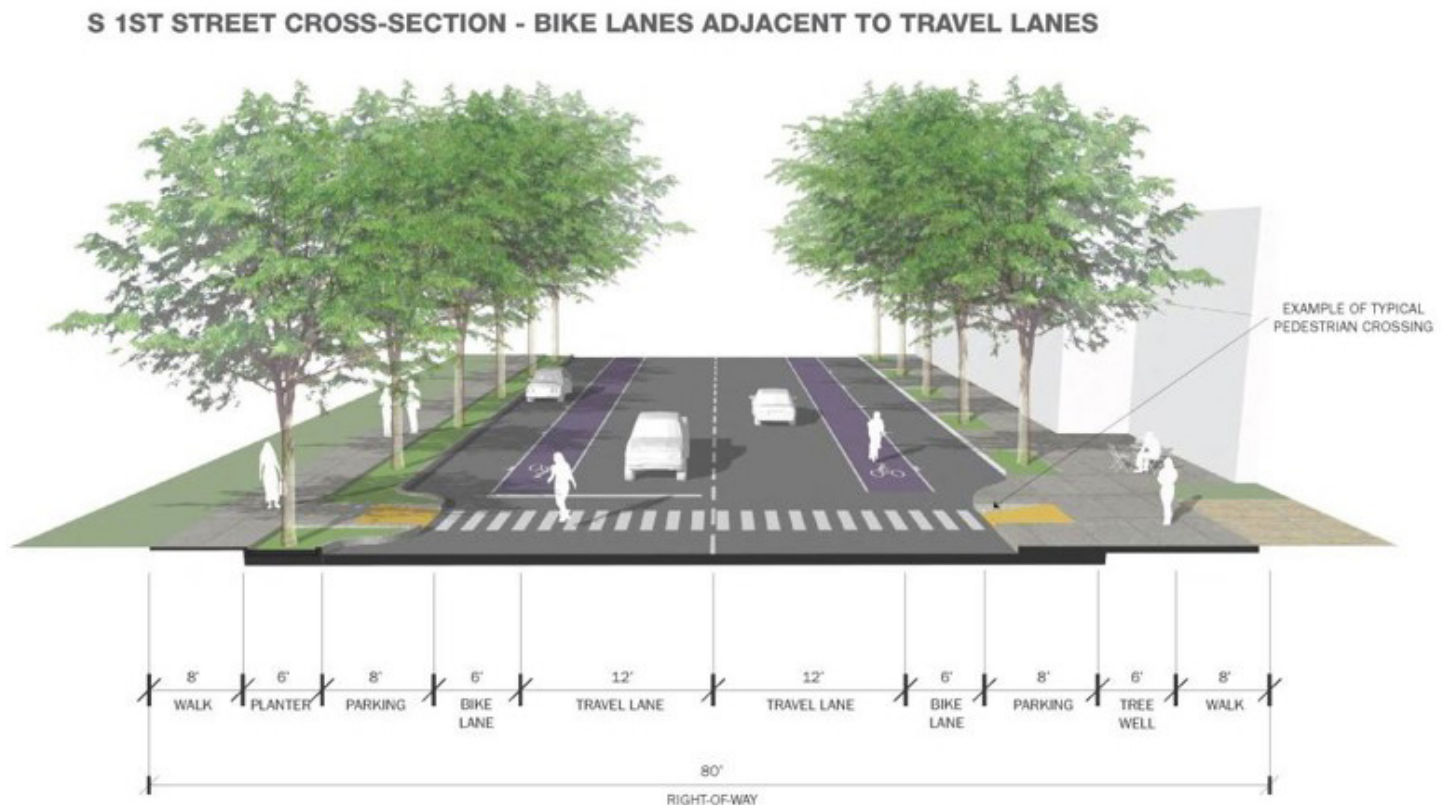 S 1ST STREET CROSS-SECTION - BIKE LANES ADJACENT TO TRAVEL LANES
EXAMPLE OF TYPICAL
PEDESTRIAN CROSSING
8' 6' 8' 6' 12' 12' 6' 8' 6' 8'
WALK PLANTER PARKING BIKE TRAVEL LANE TRAVEL LANE BIKE PARKING TREE WALK
LANE LANE WELL
80'
RIGHT-OF-WAY